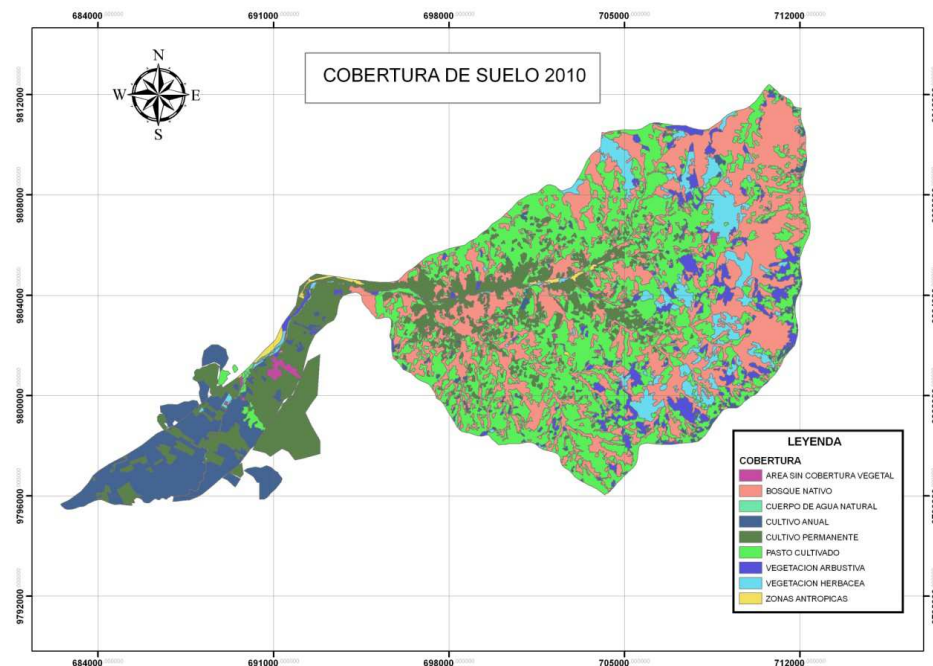 684000 691000 698000 705000 712000
COBERTURA DE SUELO 2010
N
W E
S
9812000
9808000
9804000
9800000
9796000
9792000
LEYENDA
COBERTURA
AREA SIN COBERTURA VEGETAL
BOSQUE NATIVO
CUERPO DE AGUA NATURAL
CULTIVO ANUAL
CULTIVO PERMANENTE
PASTO CULTIVADO
VEGETACION ARBUSTIVA
VEGETACION HERBACEA
ZONAS ANTROPICAS
684000 691000 698000 705000 712000